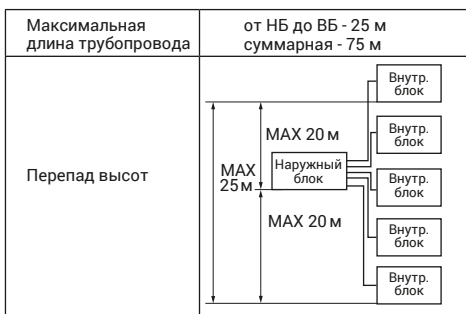 Максимальная
длина трубопровода
от НБ до ВБ - 25 м
суммарная - 75 м
Перепад высот
MAX
25 м
MAX 20 м
MAX 20 м
Наружный
блок
Внутр.
блок
Внутр.
блок
Внутр.
блок
Внутр.
блок
Внутр.
блок